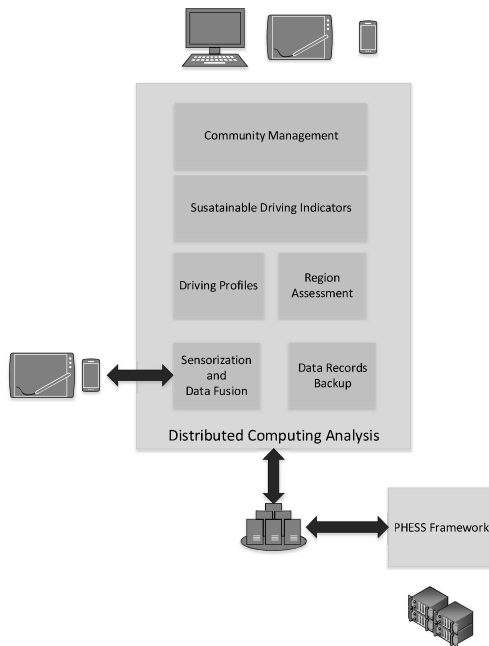 Community Management
Susatainable Driving Indicators
Driving Profiles
Region
Assessment
Sensorization
and
Data Fusion
Data Records
Backup
Distributed Computing Analysis
PHESS Framework